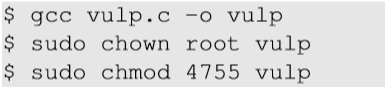 $ gcc vulp.c -o vulp
$ sudo chown root vulp
$ sudo chmod 4755 vulp